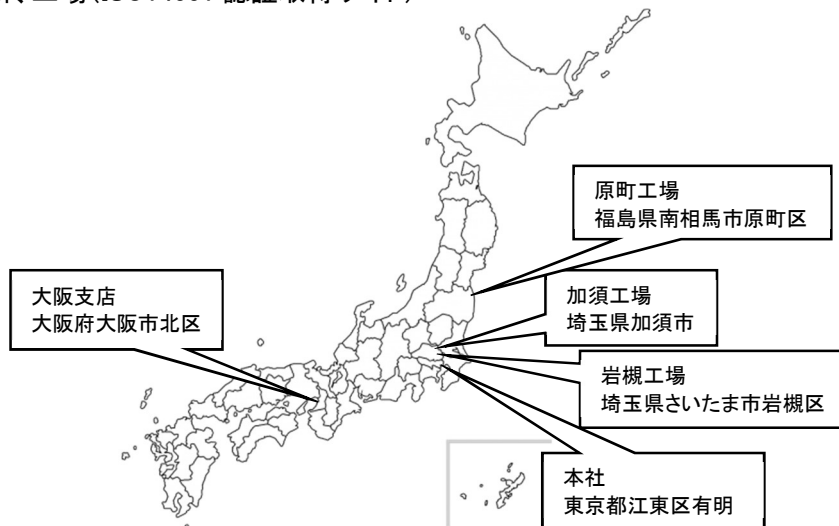 原町工場
福島県南相馬市原町区
加須工場
埼玉県加須市
大阪支店
大阪府大阪市北区
岩槻工場
埼玉県さいたま市岩槻区
本社
東京都江東区有明